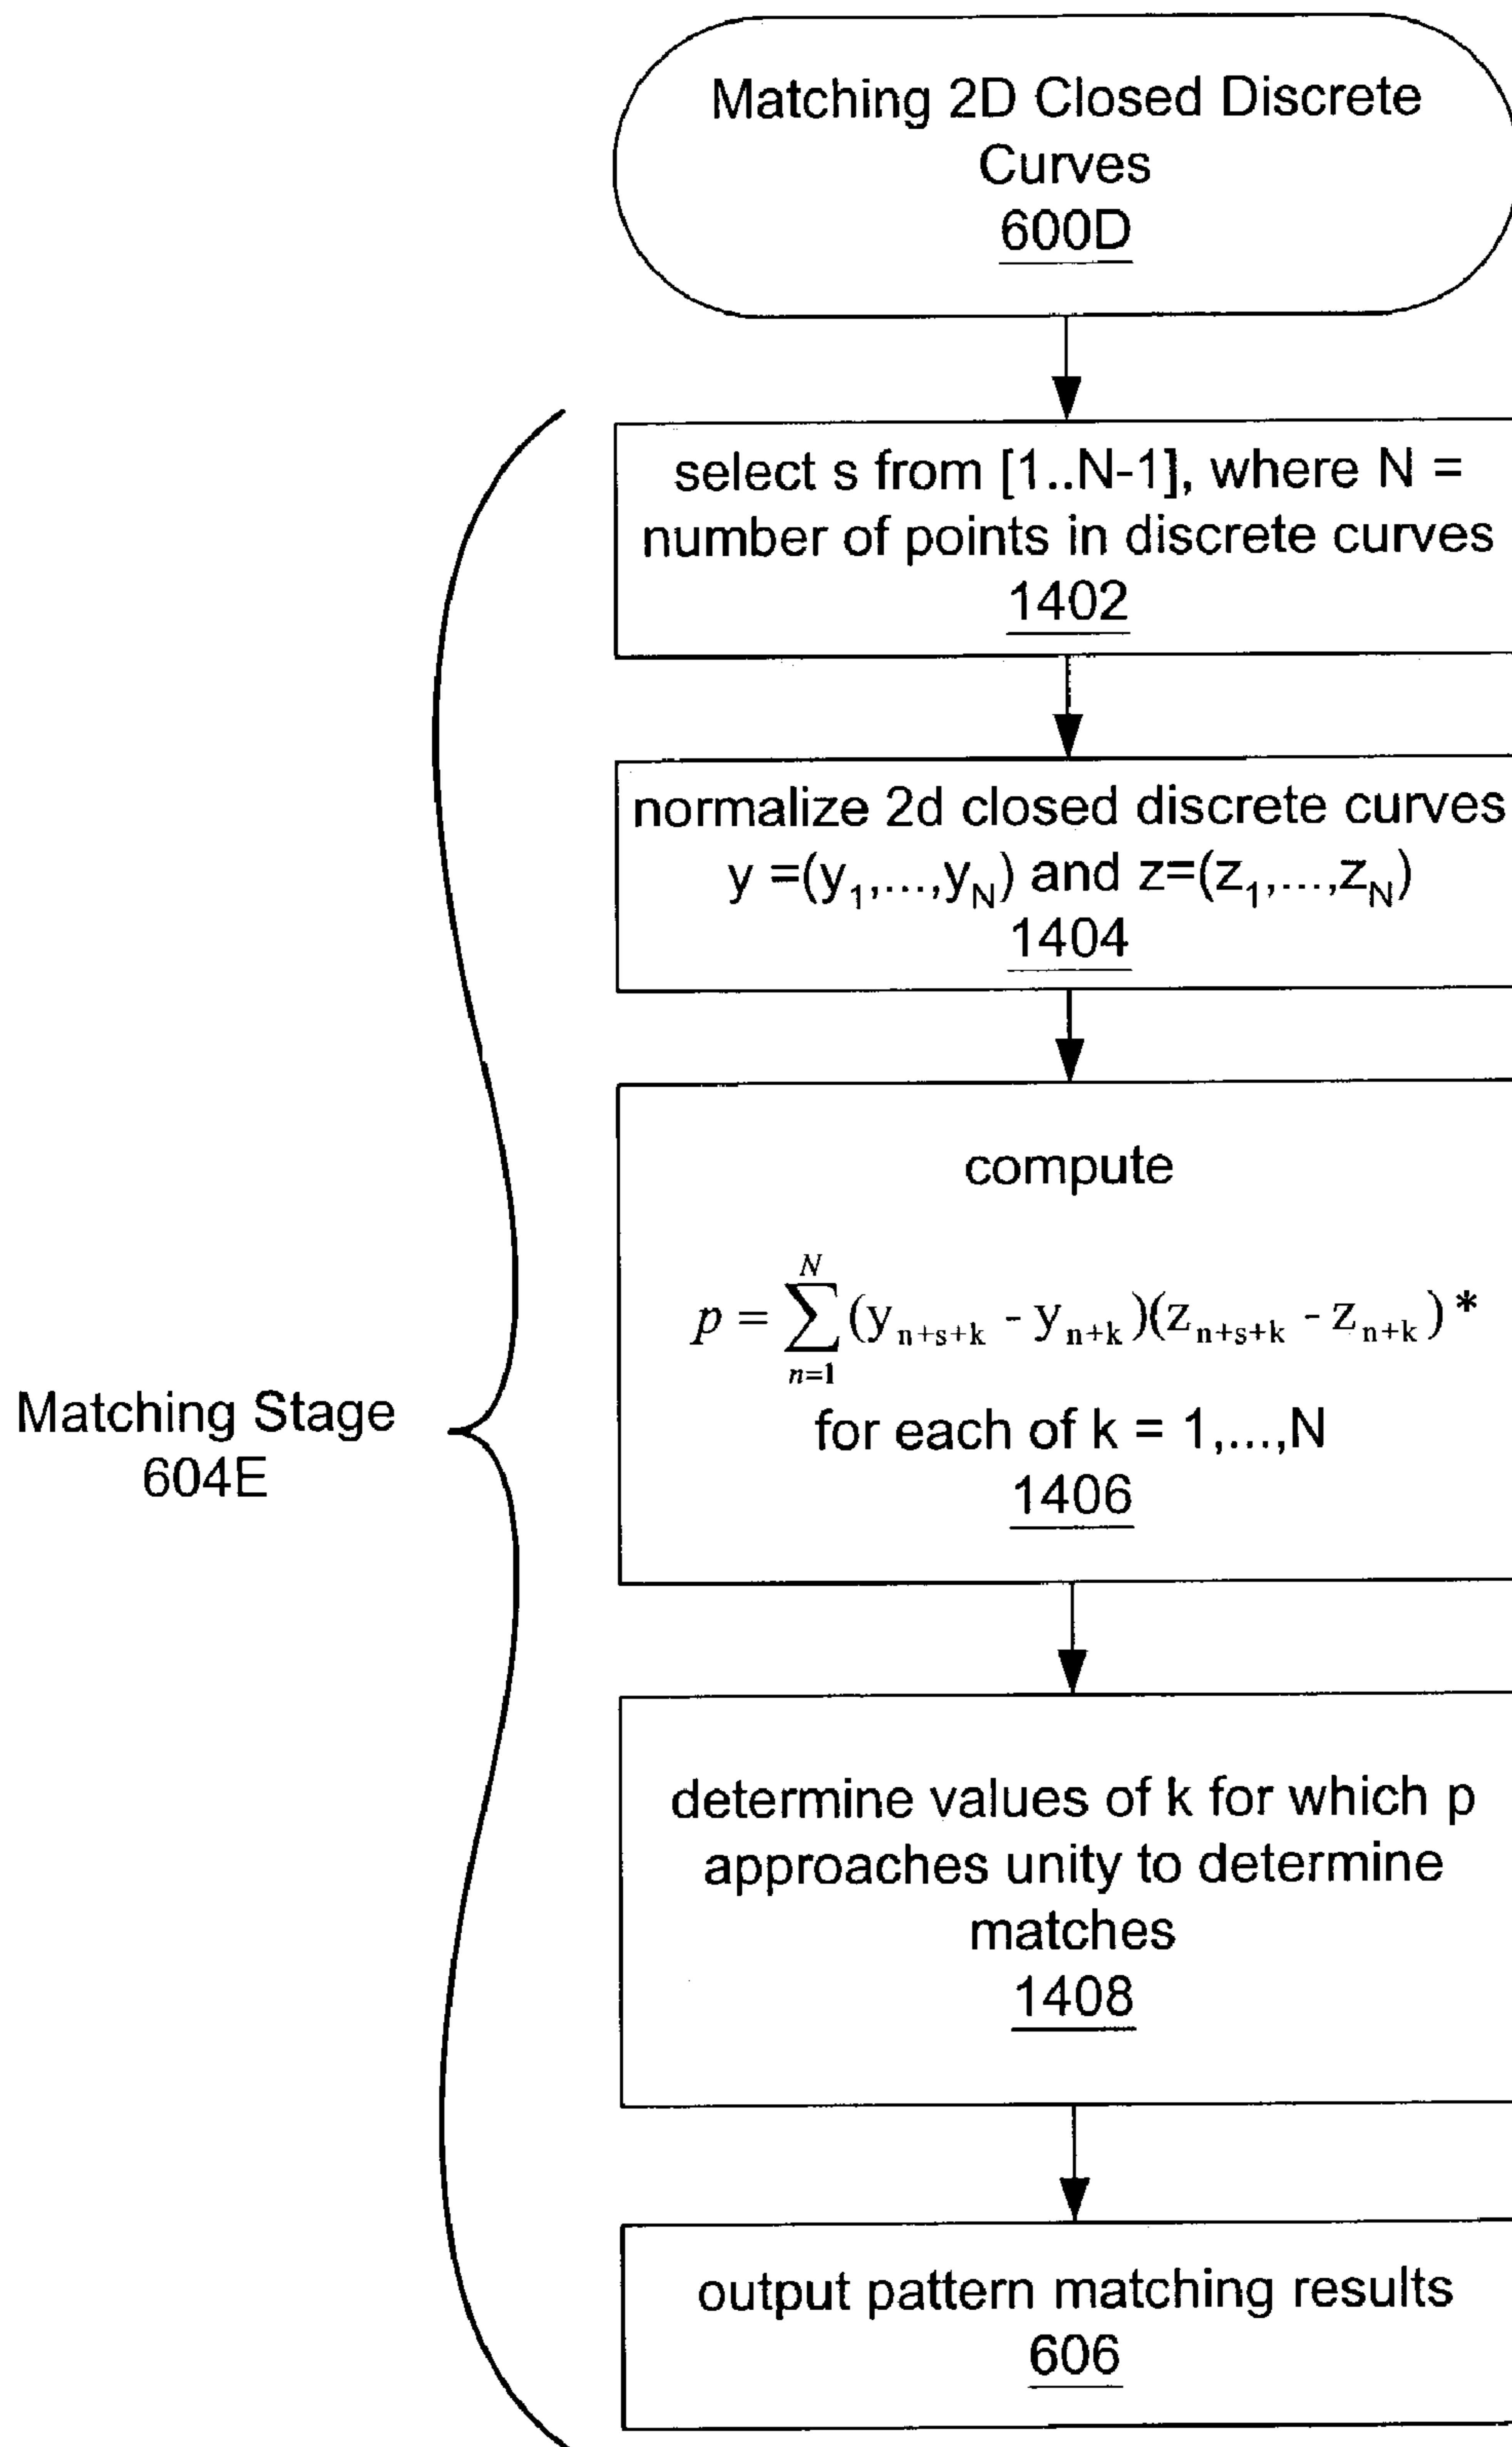 Matching 2D Closed Discrete
Curves
600D
select s from [1..N-1], where N =
number of points in discrete curves
1402
normalize 2d closed discrete curves
y =(y₁,...,y_N) and z=(z₁,...,z_N)
1404
compute
p = \sum_{n=1}^{N} (y_{n+s+k} - y_{n+k})(z_{n+s+k} - z_{n+k})*
for each of k = 1,...,N
1406
Matching Stage
604E
determine values of k for which p
approaches unity to determine
matches
1408
output pattern matching results
606